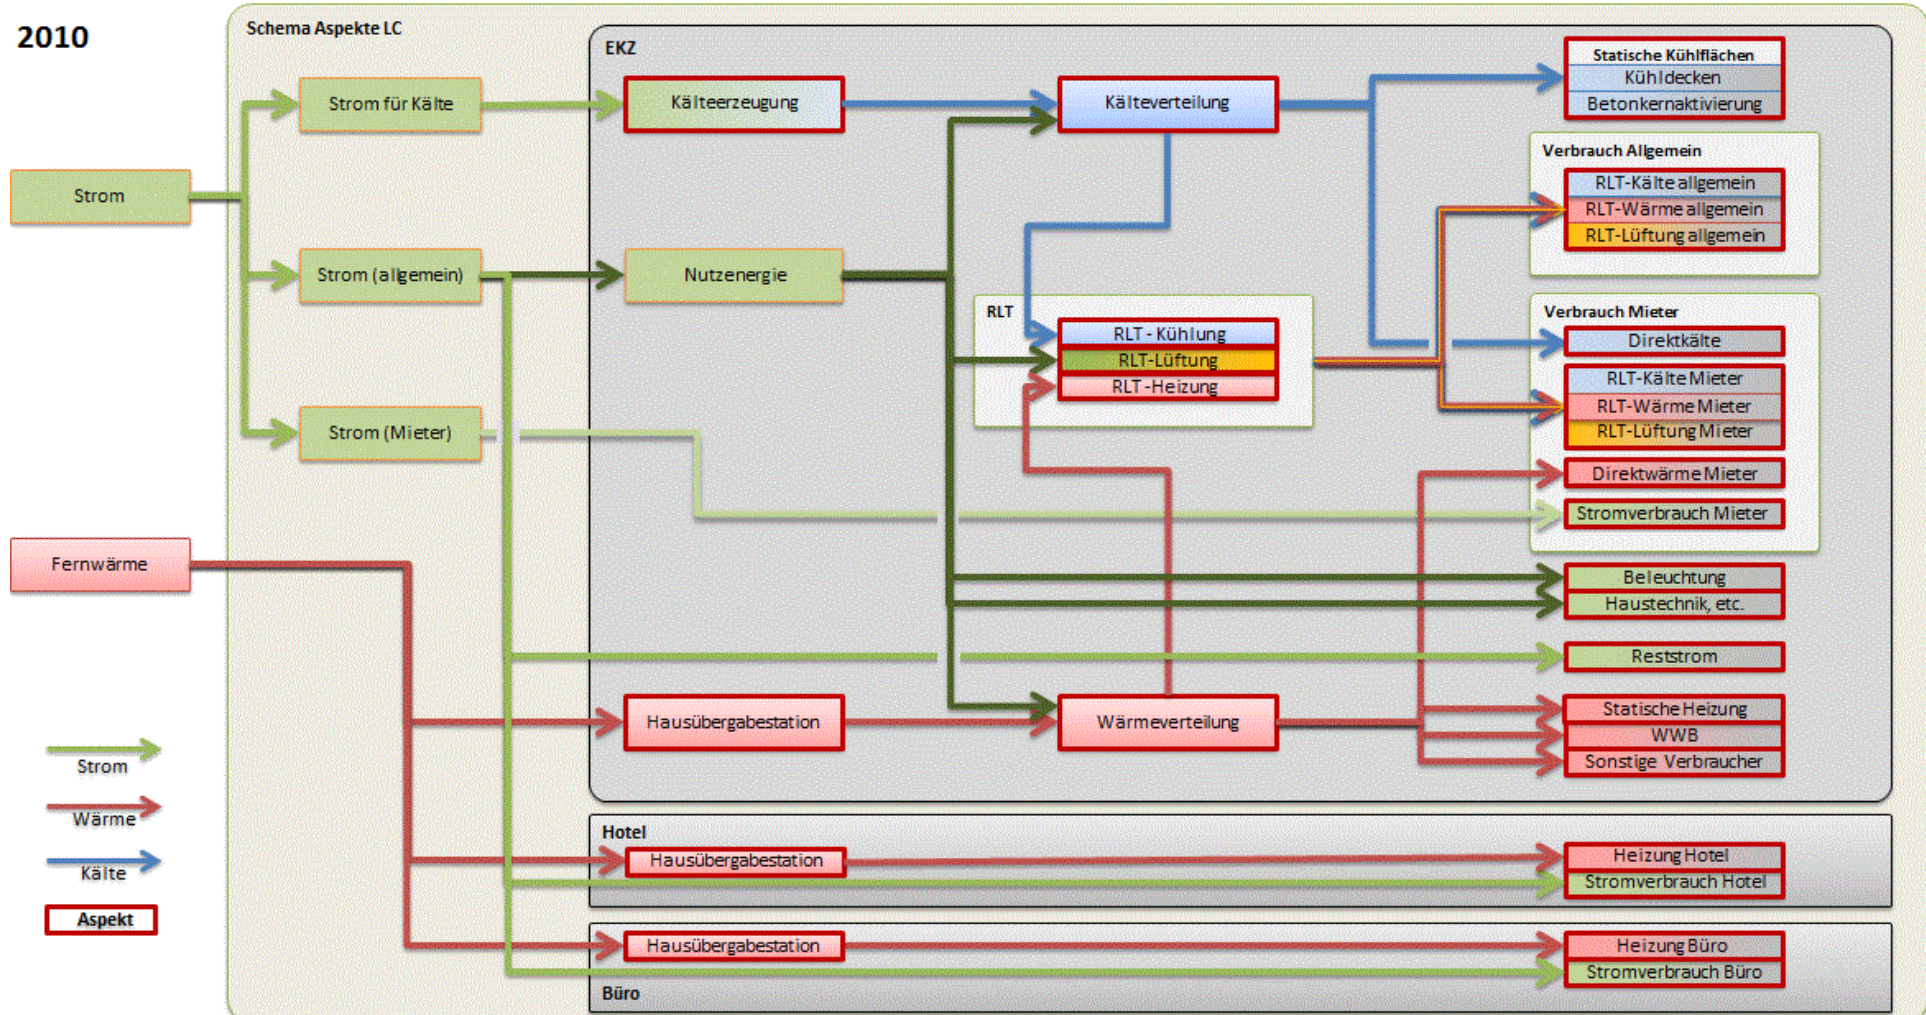 2010
Schema Aspekte LC
EKZ
Strom
Strom für Kälte
Strom (allgemein)
Strom (Mieter)
Fernwärme
Kälteerzeugung
Nutzenergie
Hausübergabestation
Kälteverteilung
RLT
RLT - Kühlung
RLT-Lüftung
RLT -Heizung
Wärmeverteilung
Statische Kühlflächen
Kühldecken
Betonkernaktivierung
Verbrauch Allgemein
RLT-Kälte allgemein
RLT-Wärme allgemein
RLT-Lüftung allgemein
Verbrauch Mieter
Direktkälte
RLT-Kälte Mieter
RLT-Wärme Mieter
RLT-Lüftung Mieter
Direktwärme Mieter
Stromverbrauch Mieter
Beleuchtung
Haustechnik, etc.
Reststrom
Statische Heizung
WWB
Sonstige Verbraucher
Hotel
Hausübergabestation
Heizung Hotel
Stromverbrauch Hotel
Hausübergabestation
Heizung Büro
Stromverbrauch Büro
Büro
Strom
Wärme
Kälte
Aspekt